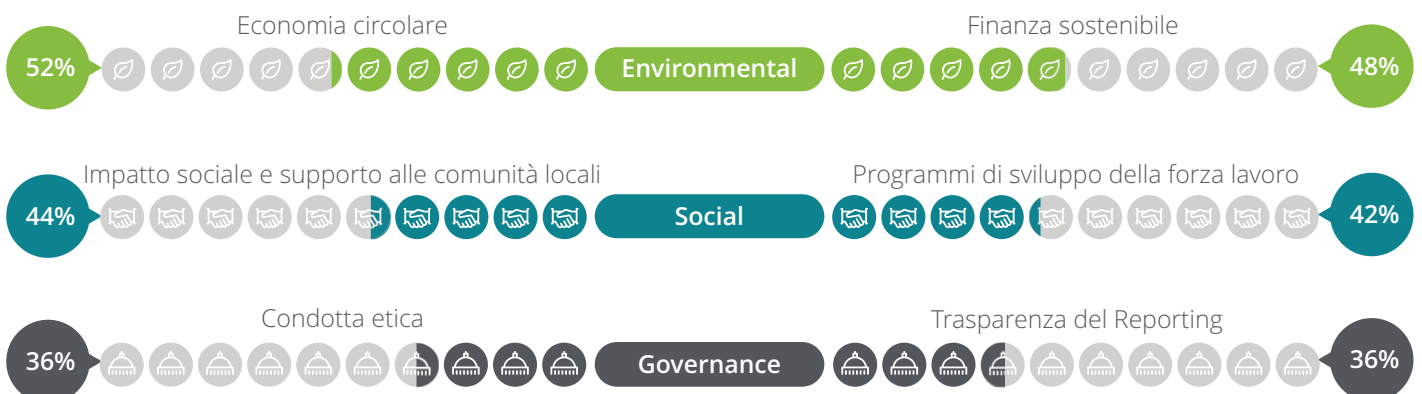 Economia circolare
Finanza sostenibile
52%
Environmental
48%
Impatto sociale e supporto alle comunità locali
Programmi di sviluppo della forza lavoro
44%
Social
42%
Condotta etica
Trasparenza del Reporting
36%
Governance
36%